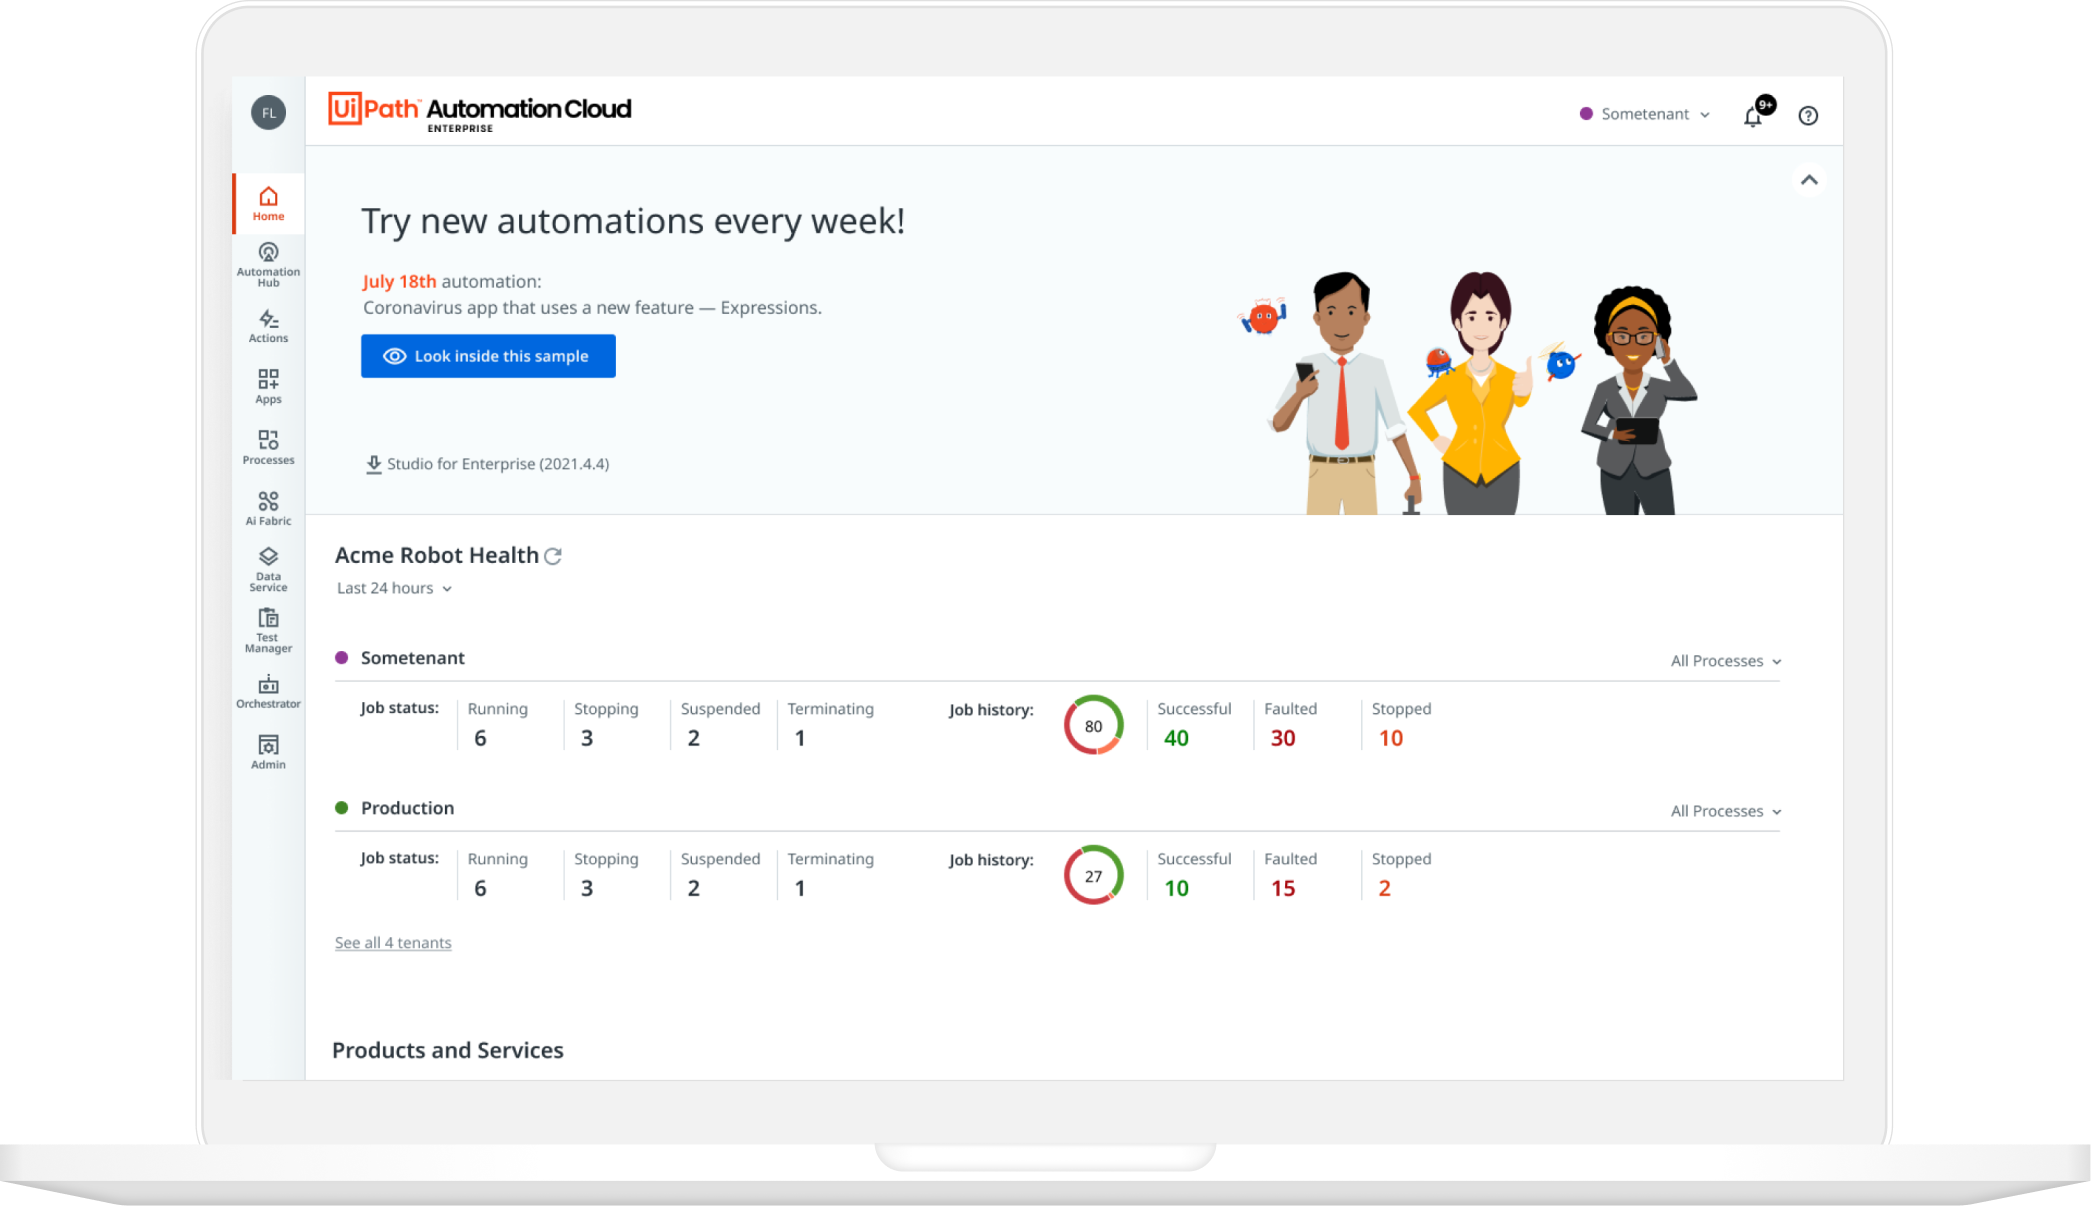 FL
UiPath™ Automation Cloud
ENTERPRISE
Sometenant
9+
Home
Automation
Hub
Actions
Apps
Processes
Ai Fabric
Data
Service
Test
Manager
Orchestrator
Admin
Try new automations every week!
July 18th automation:
Coronavirus app that uses a new feature — Expressions.
Look inside this sample
Studio for Enterprise (2021.4.4)
Acme Robot Health
Last 24 hours
Sometenant
All Processes
Job status: Running Stopping Suspended Terminating Job history: 80 Successful Faulted Stopped
6 3 2 1 40 30 10
Production
All Processes
Job status: Running Stopping Suspended Terminating Job history: 27 Successful Faulted Stopped
6 3 2 1 10 15 2
See all 4 tenants
Products and Services